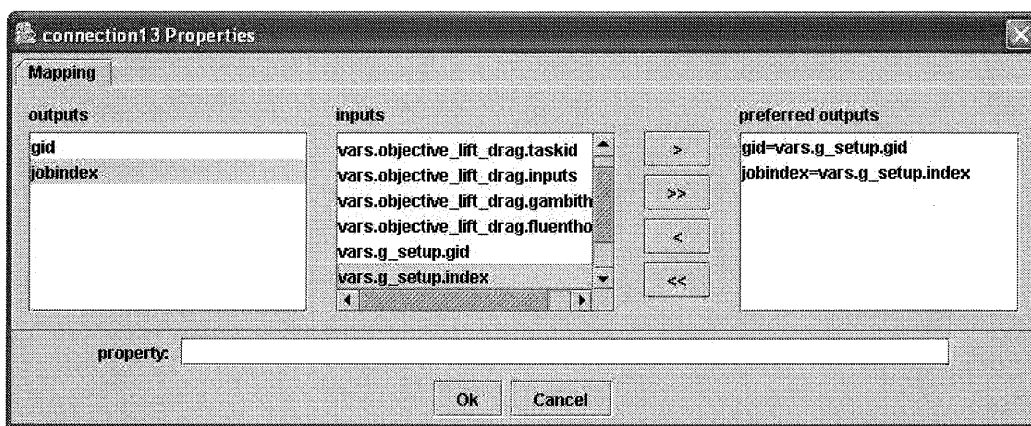 connection13 Properties
Mapping
outputs
gid
jobindex
inputs
vars.objective_lift_drag.taskid
vars.objective_lift_drag.inputs
vars.objective_lift_drag.gambith
vars.objective_lift_drag.fluentho
vars.g_setup.gid
vars.g_setup.index
>
>>
<
<<
preferred outputs
gid=vars.g_setup.gid
jobindex=vars.g_setup.index
property:
Ok
Cancel